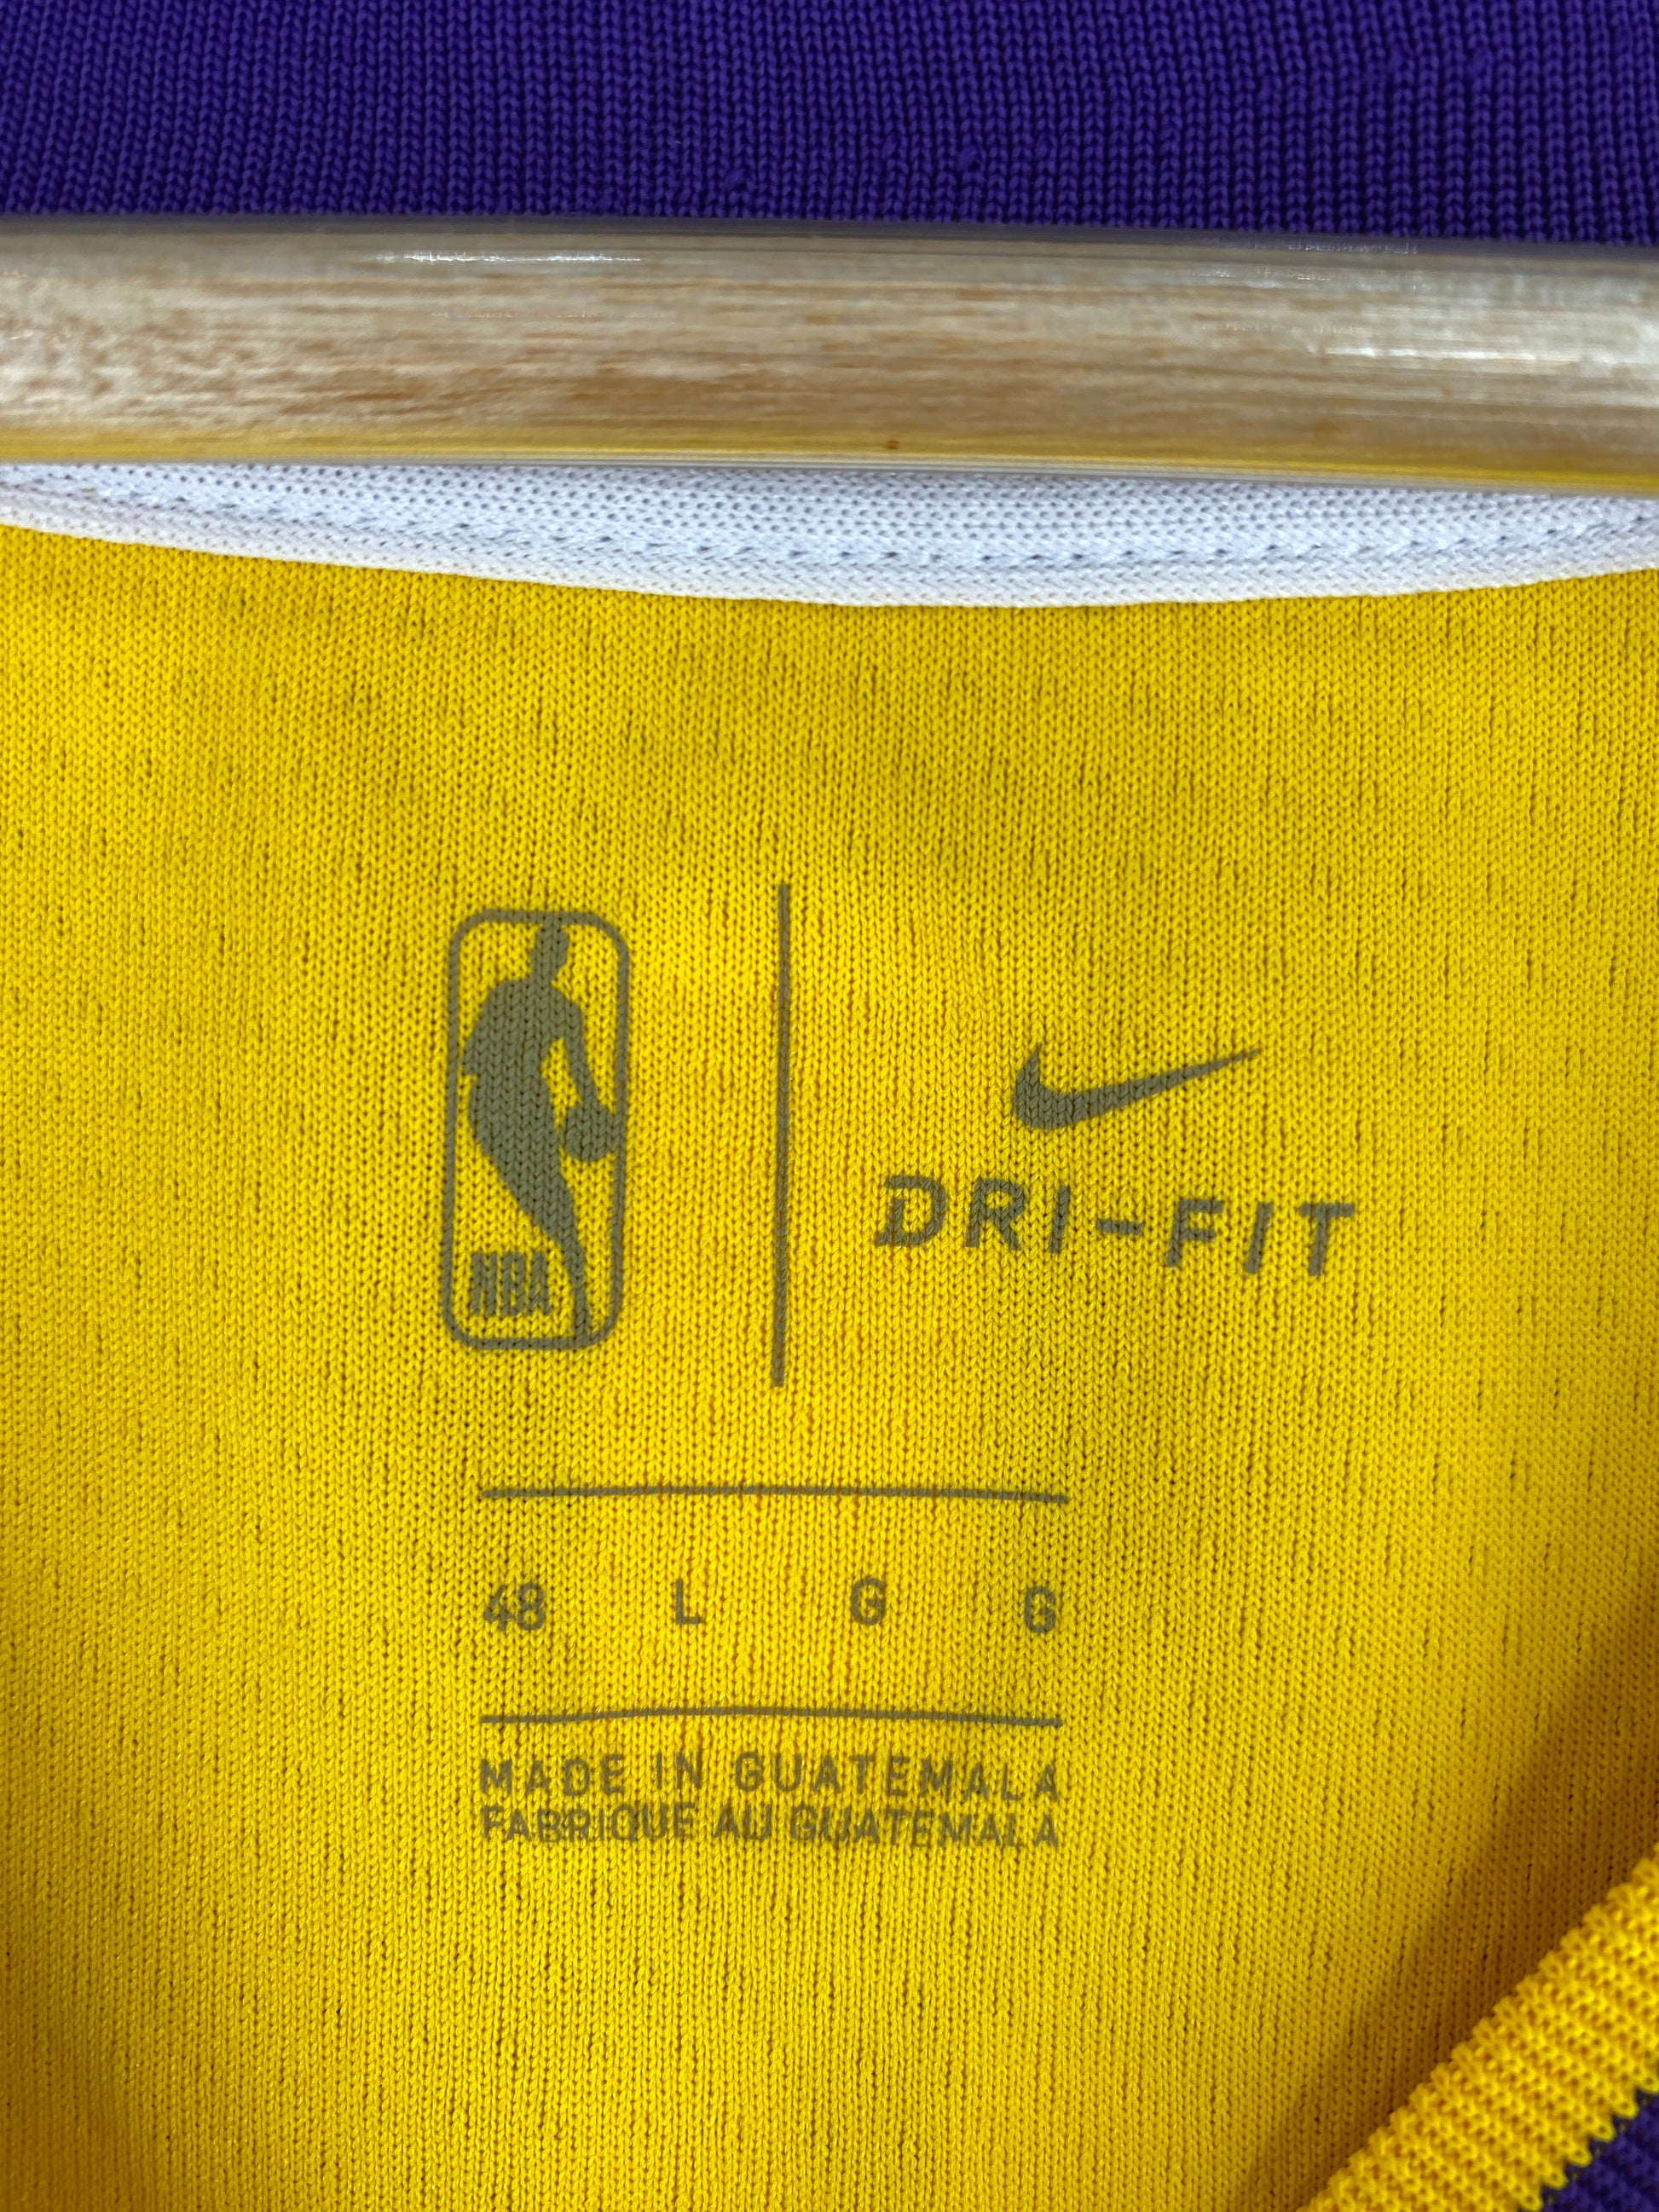 NBA
DRI-FIT
48 L G G
MADE IN GUATEMALA
FABRIQUE AU GUATEMALA